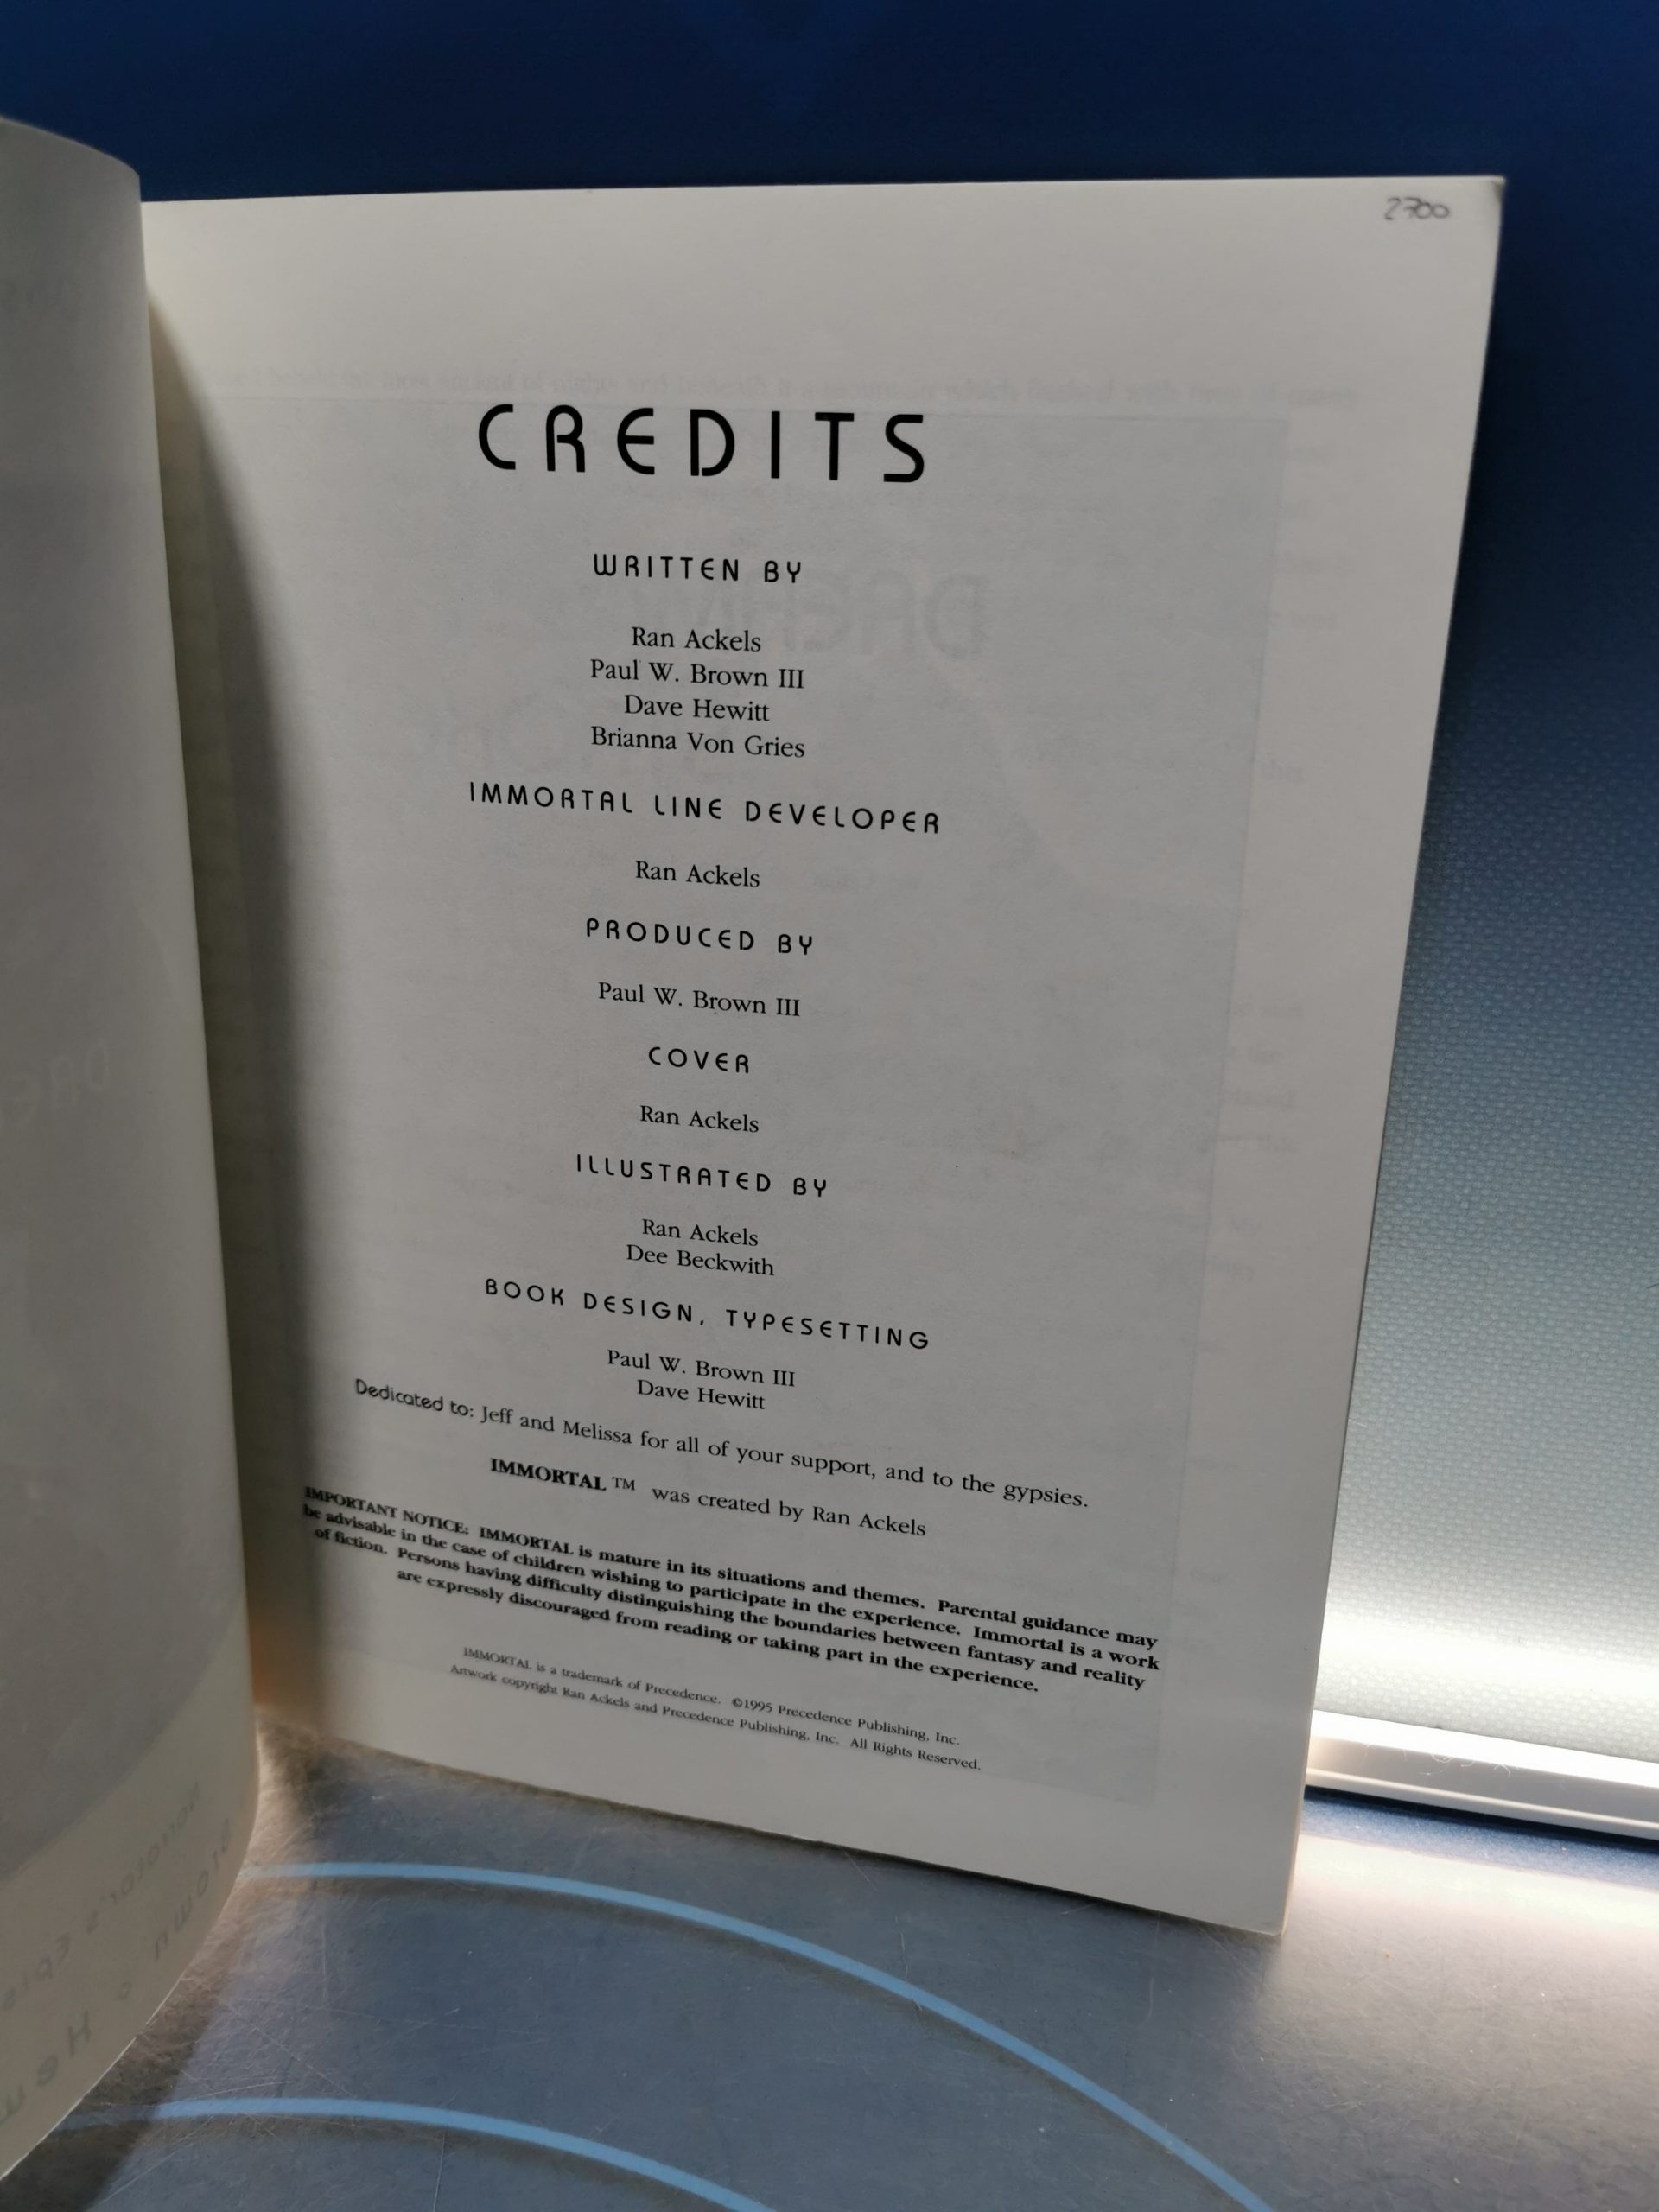 2700
CREDITS
WRITTEN BY
Ran Ackels
Paul W. Brown III
Dave Hewitt
Brianna Von Gries
IMMORTAL LINE DEVELOPER
Ran Ackels
PRODUCED BY
Paul W. Brown III
COVER
Ran Ackels
ILLUSTRATED BY
Ran Ackels
Dee Beckwith
BOOK DESIGN, TYPESETTING
Paul W. Brown III
Dave Hewitt
Dedicated to: Jeff and Melissa for all of your support, and to the gypsies.
IMMORTAL™ was created by Ran Ackels
IMPORTANT NOTICE: IMMORTAL is mature in its situations and themes. Parental guidance may
be advisable in the case of children wishing to participate in the experience. Immortal is a work
of fiction. Persons having difficulty distinguishing the boundaries between fantasy and reality
are expressly discouraged from reading or taking part in the experience.
IMMORTAL is a trademark of Precedence. ©1995 Precedence Publishing, Inc.
Artwork copyright Ran Ackels and Precedence Publishing, Inc. All Rights Reserved.